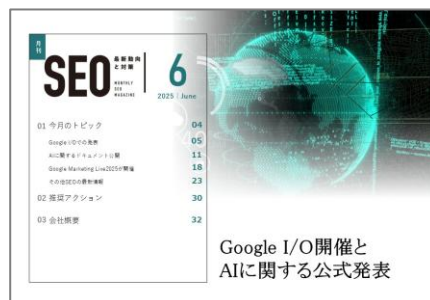 月刊
SEO
最新動向
と対策
MONTHLY
SEO
MAGAZINE
6
2025 | June
01 今月のトピック 04
Google I/Oでの発表 05
AIに関するドキュメント公開 11
Google Marketing Live2025が開催 18
その他SEOの最新情報 23
02 推奨アクション 30
03 会社概要 32
Google I/O開催と
AIに関する公式発表